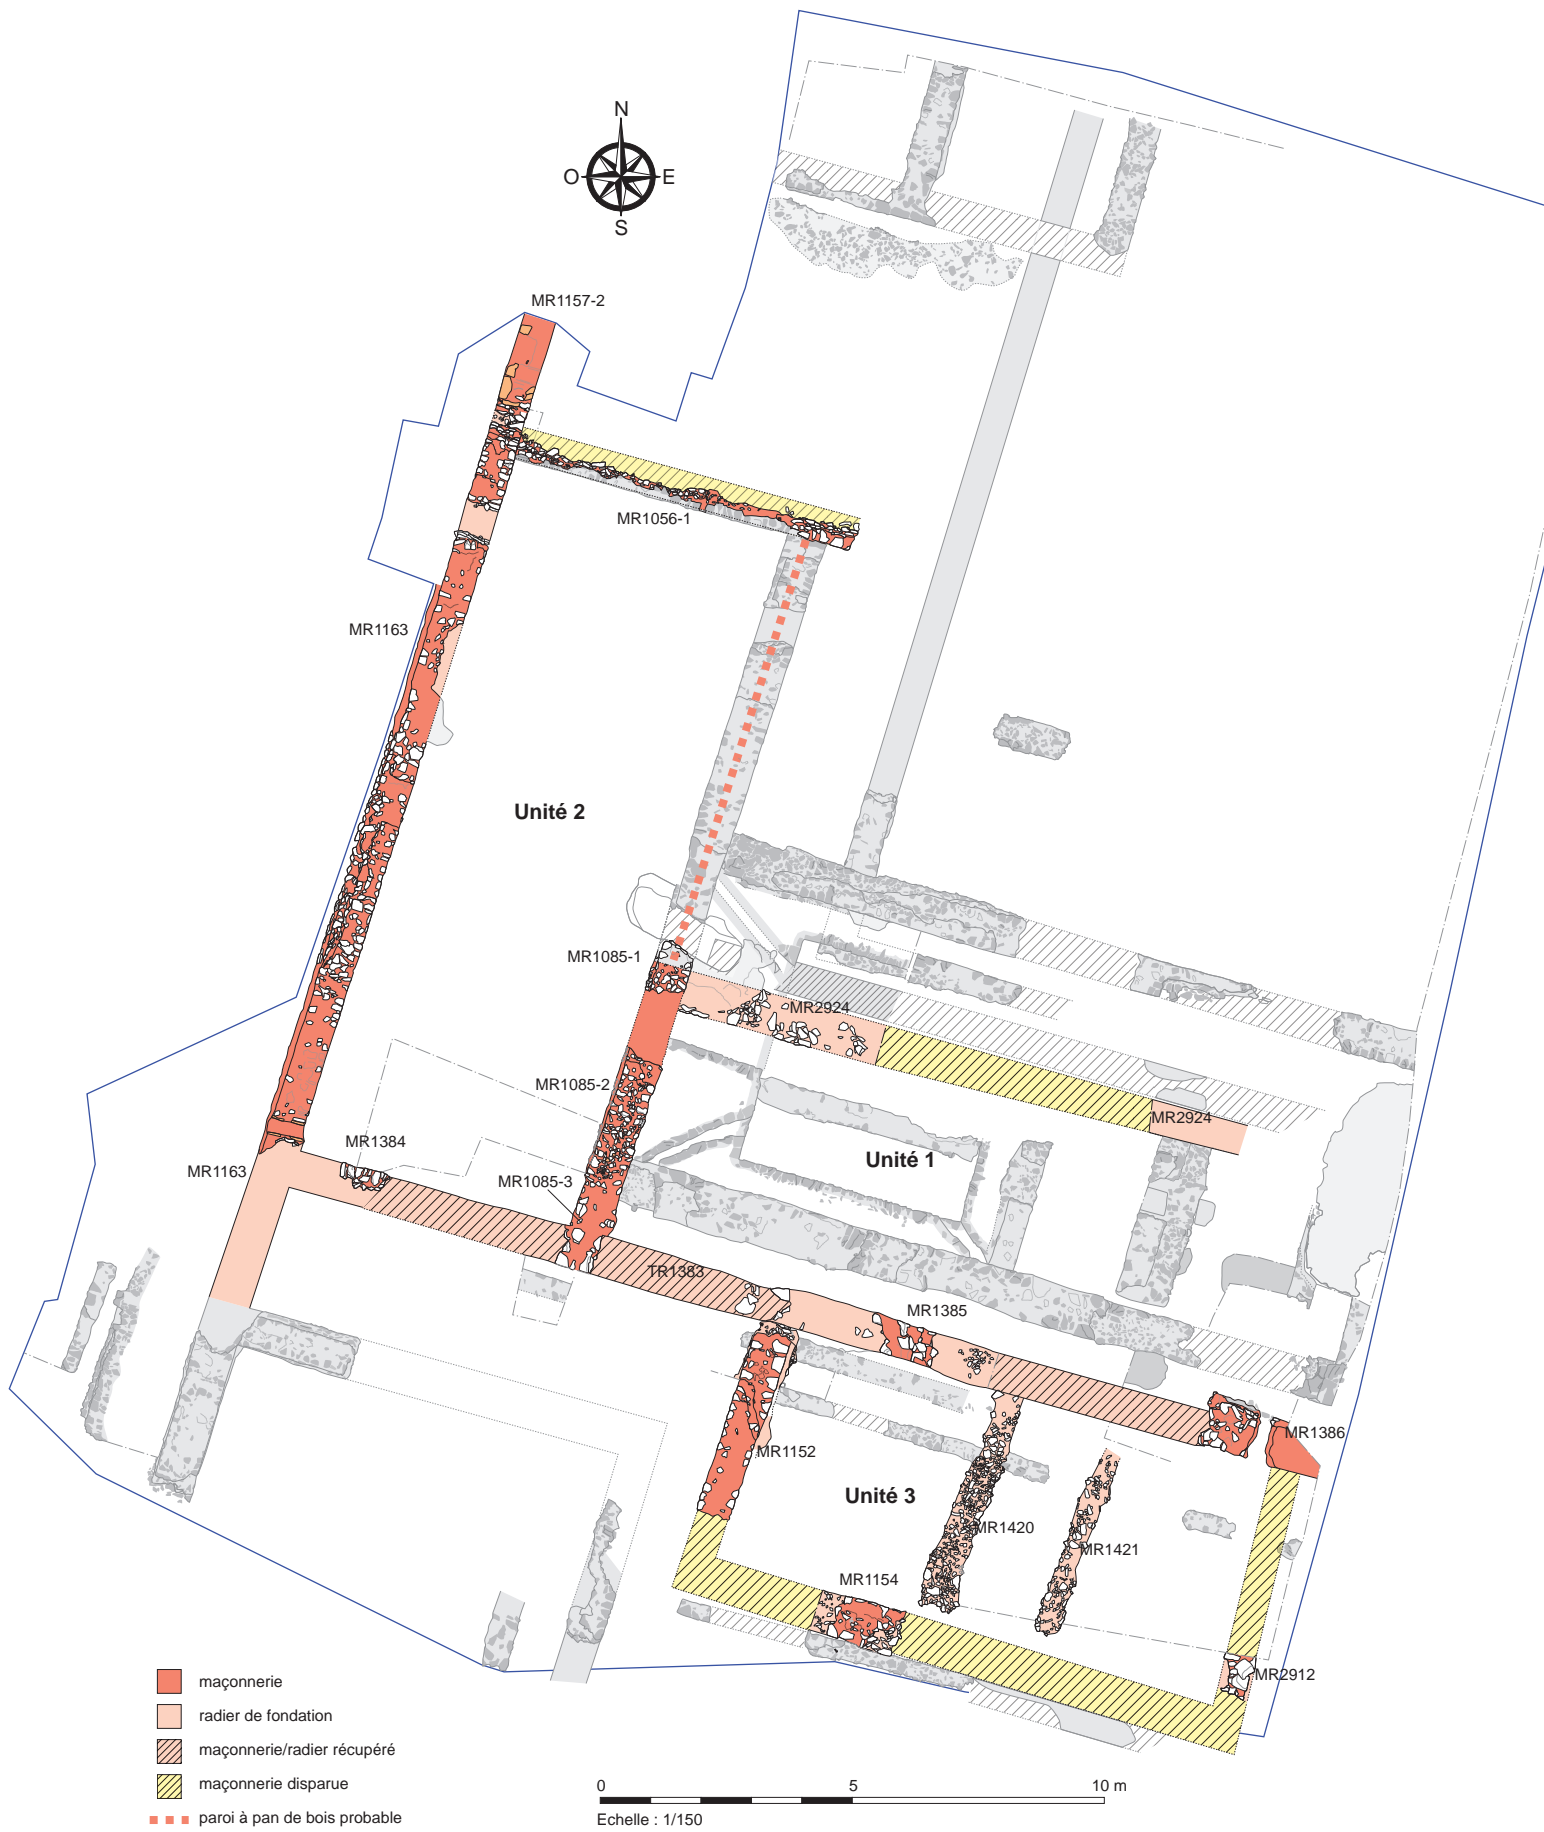 N
O
E
S
MR1157-2
MR1056-1
MR1163
Unité 2
MR1085-1
MR2924
MR1085-2
MR2924
MR1384
Unité 1
MR1163
MR1085-3
TR1383
MR1385
MR1386
MR1152
Unité 3
MR1420
MR1421
MR1154
MR2912
maçonnerie
radier de fondation
maçonnerie/radier récupéré
maçonnerie disparue
paroi à pan de bois probable
0 5 10 m
Echelle : 1/150